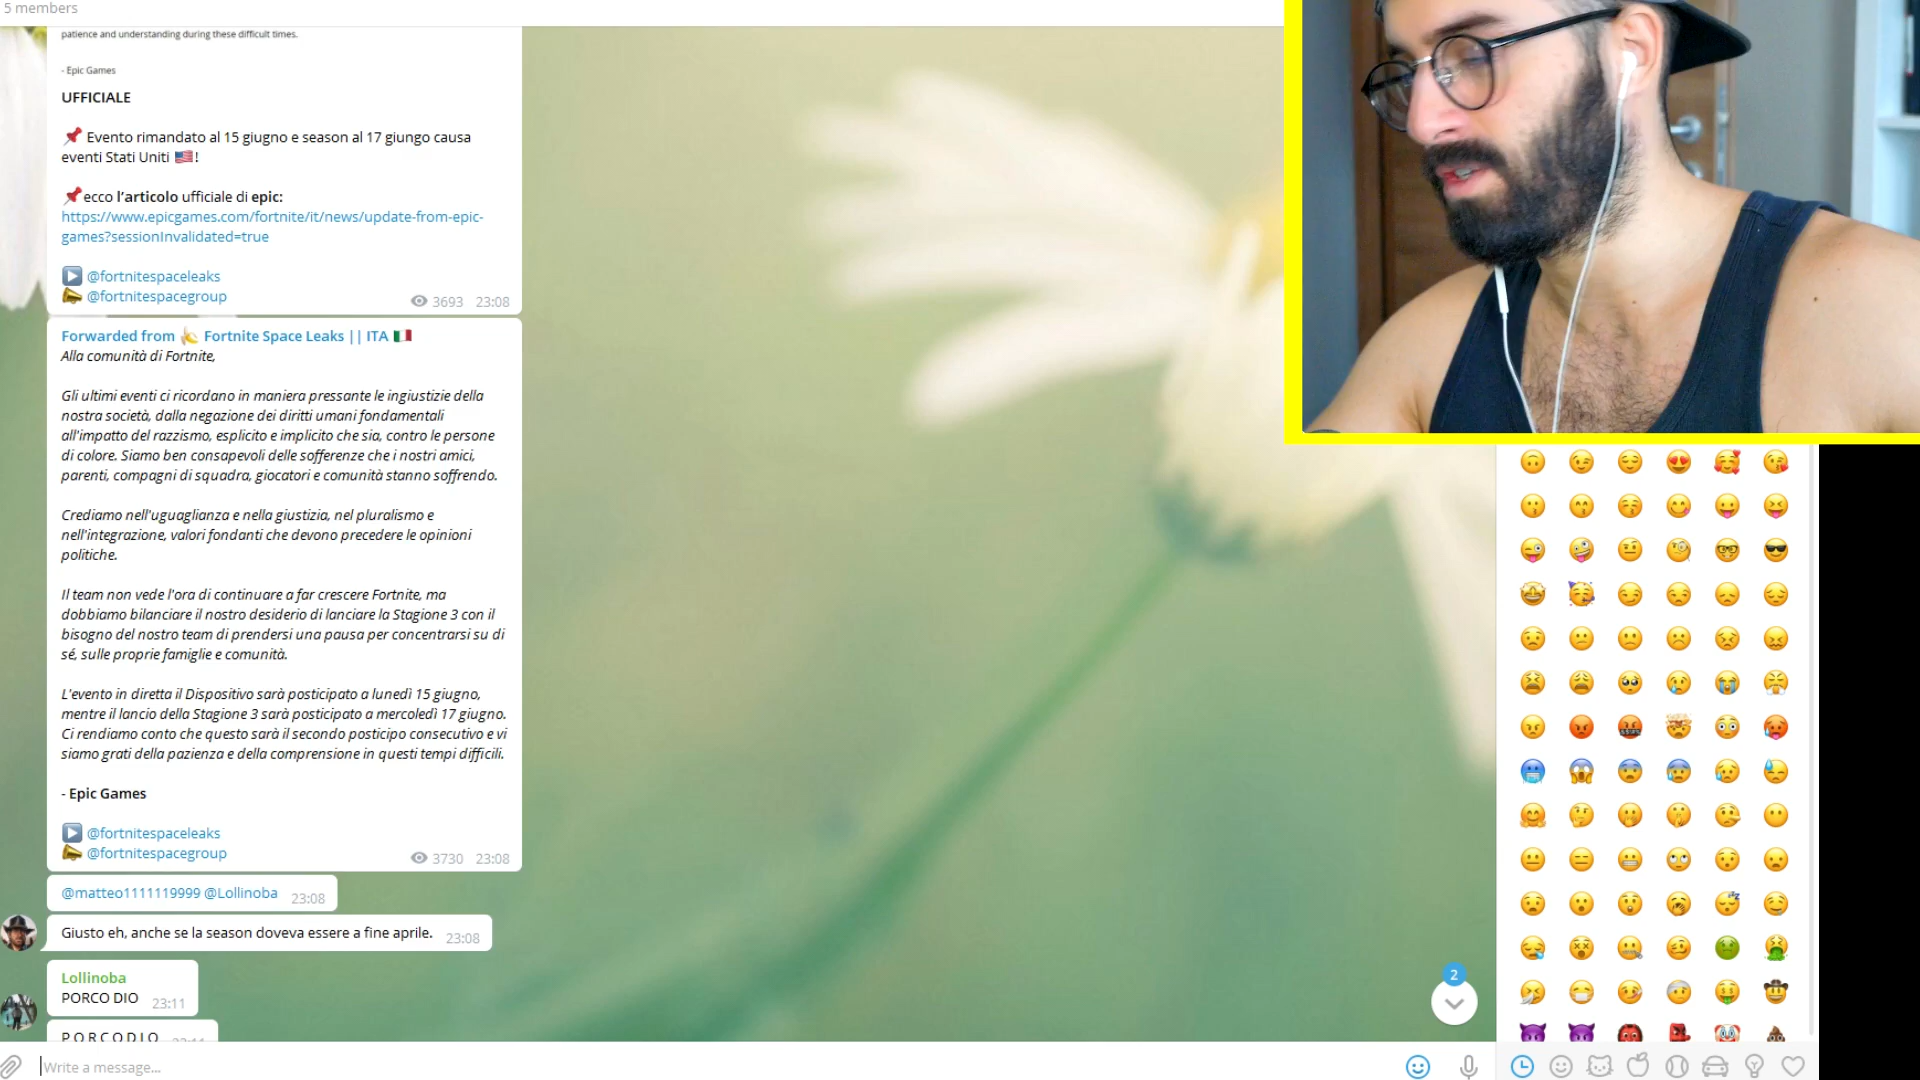 5 members
patience and understanding during these difficult times.
- Epic Games
UFFICIALE
📌 Evento rimandato al 15 giugno e season al 17 giungo causa
eventi Stati Uniti 🇺🇸!
📌ecco l'articolo ufficiale di epic:
https://www.epicgames.com/fortnite/it/news/update-from-epic-
games?sessionInvalidated=true
▶️ @fortnitespaceleaks
📣 @fortnitespacegroup
3693 23:08
Forwarded from 🍌 Fortnite Space Leaks || ITA 🇮🇹
Alla comunità di Fortnite,
Gli ultimi eventi ci ricordano in maniera pressante le ingiustizie della
nostra società, dalla negazione dei diritti umani fondamentali
all'impatto del razzismo, esplicito e implicito che sia, contro le persone
di colore. Siamo ben consapevoli delle sofferenze che i nostri amici,
parenti, compagni di squadra, giocatori e comunità stanno soffrendo.
Crediamo nell'uguaglianza e nella giustizia, nel pluralismo e
nell'integrazione, valori fondanti che devono precedere le opinioni
politiche.
Il team non vede l'ora di continuare a far crescere Fortnite, ma
dobbiamo bilanciare il nostro desiderio di lanciare la Stagione 3 con il
bisogno del nostro team di prendersi una pausa per concentrarsi su di
sé, sulle proprie famiglie e comunità.
L'evento in diretta il Dispositivo sarà posticipato a lunedì 15 giugno,
mentre il lancio della Stagione 3 sarà posticipato a mercoledì 17 giugno.
Ci rendiamo conto che questo sarà il secondo posticipo consecutivo e vi
siamo grati della pazienza e della comprensione in questi tempi difficili.
- Epic Games
▶️ @fortnitespaceleaks
📣 @fortnitespacegroup
3730 23:08
@matteo1111119999 @Lollinoba 23:08
Giusto eh, anche se la season doveva essere a fine aprile. 23:08
Lollinoba
PORCO DIO 23:11
P O R C O D I O 23:11
2
Write a message...